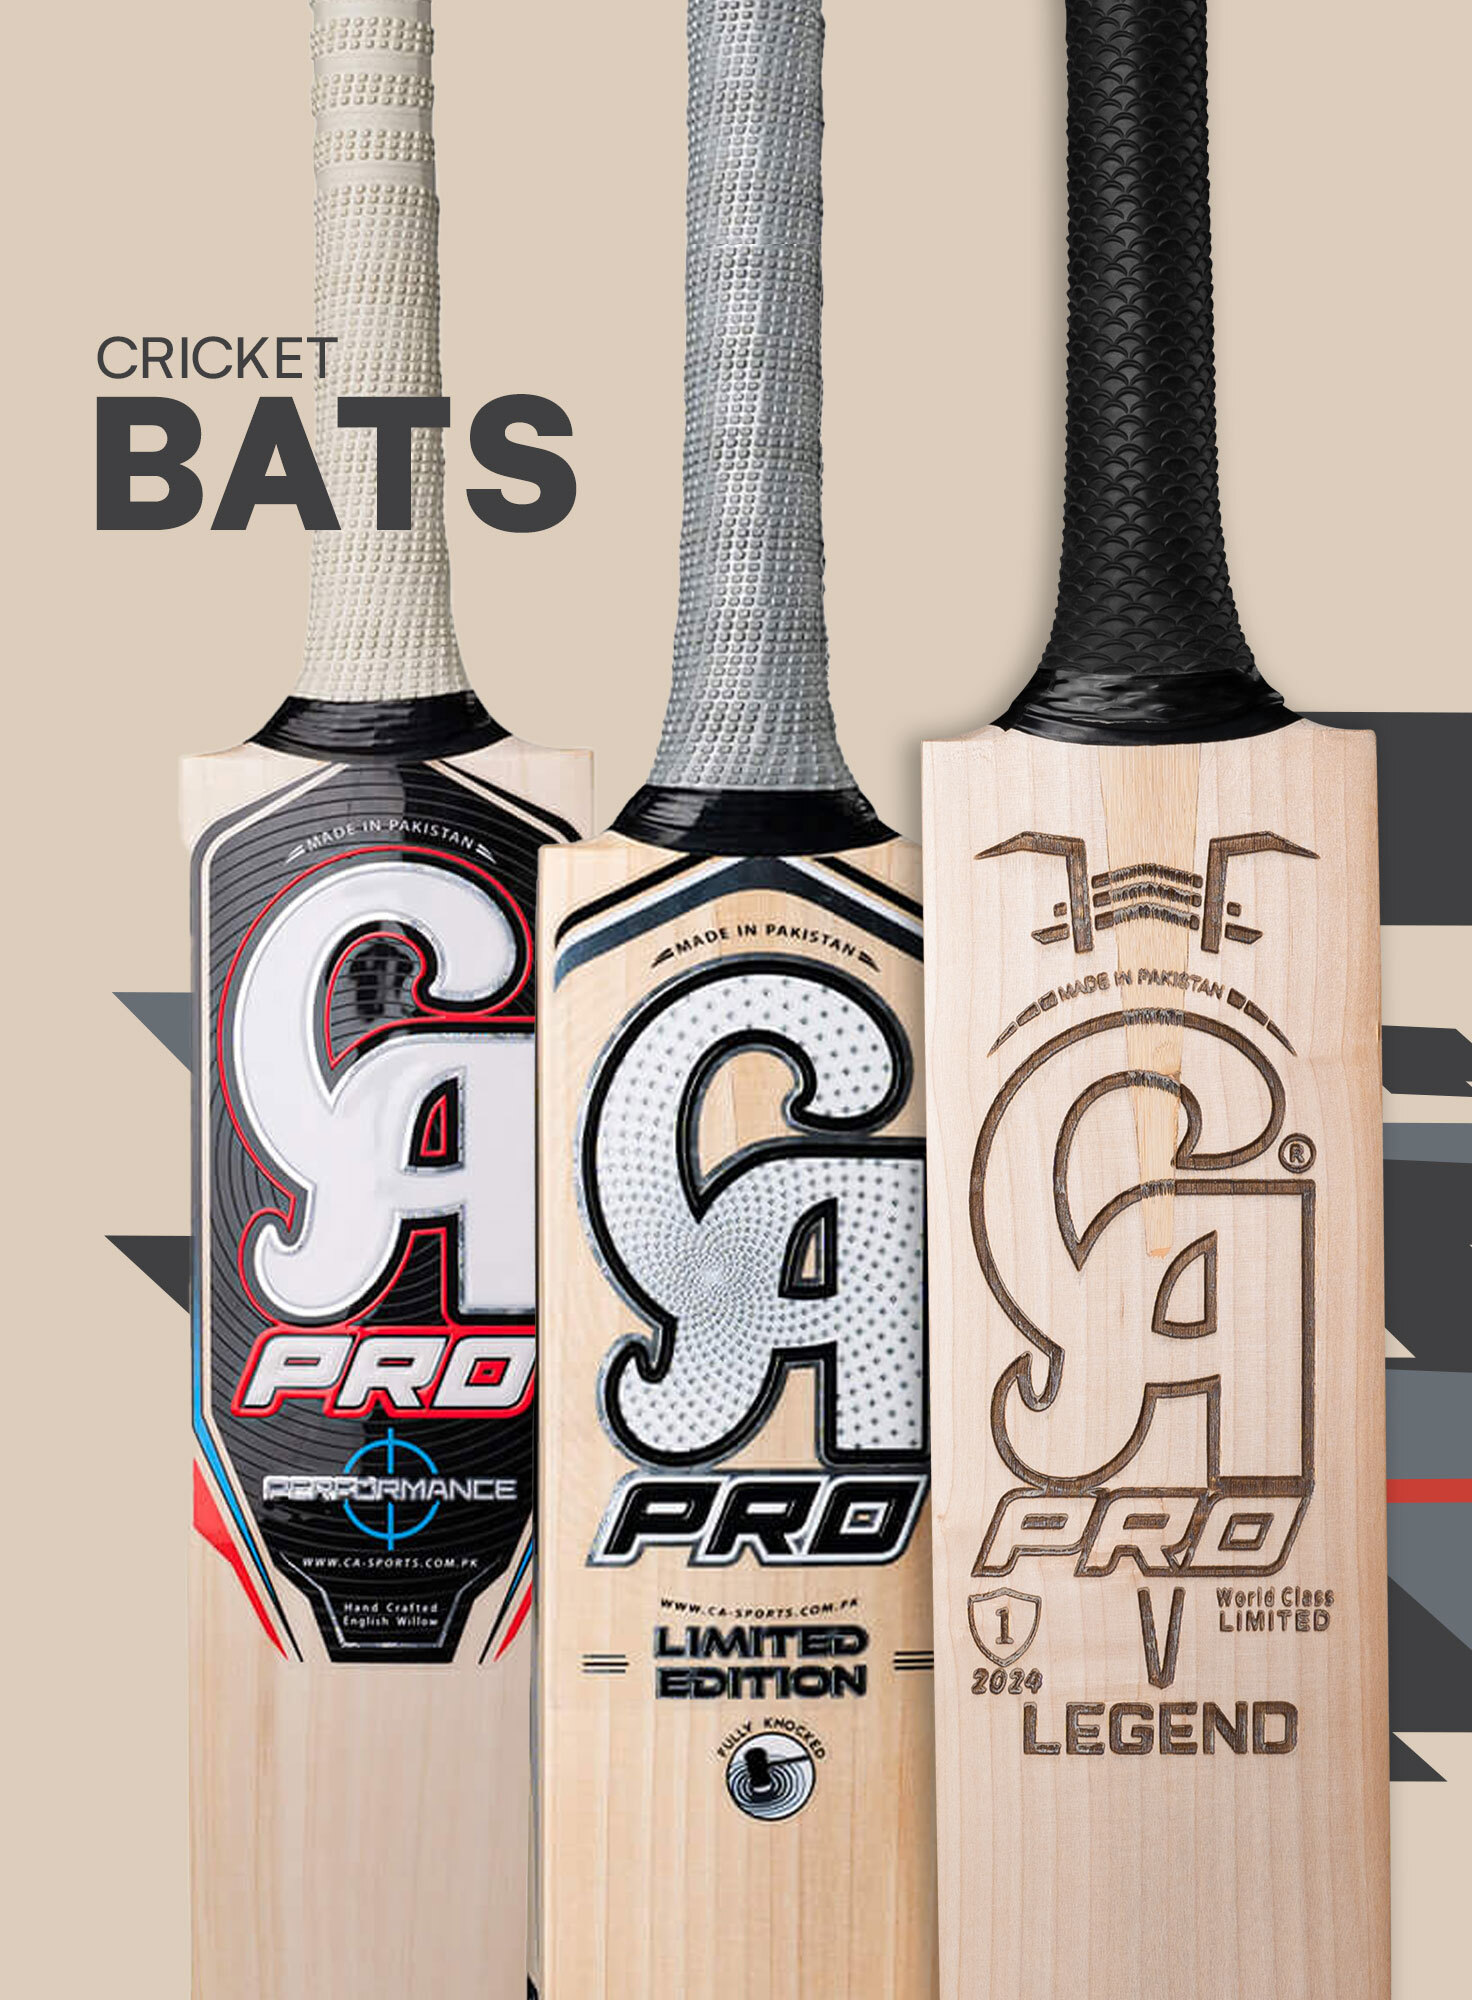 CRICKET
BATS
MADE IN PAKISTAN
CA
PRO
PERFORMANCE
WWW.CA-SPORTS.COM.PK
Hand Crafted
English Willow
MADE IN PAKISTAN
CA
PRO
WWW.CA-SPORTS.COM.PK
LIMITED
EDITION
FULLY KNOCKED
MADE IN PAKISTAN
CA
®
PRO
1
2024
World Class
LIMITED
LEGEND